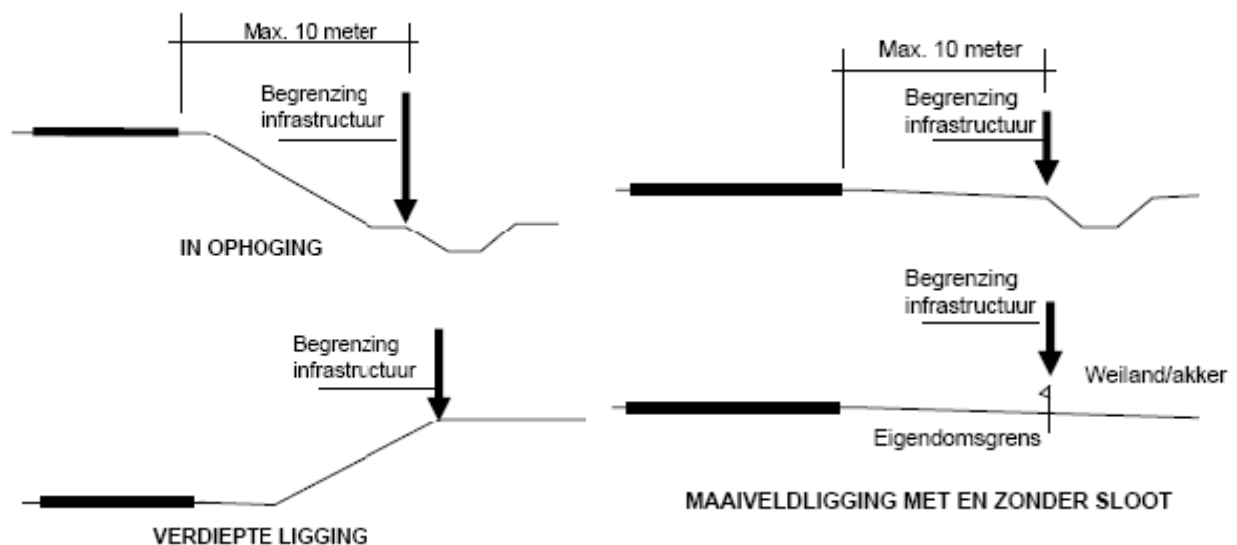 Max. 10 meter
Begrenzing
infrastructuur
IN OPHOGING
Begrenzing
infrastructuur
VERDIEPTE LIGGING
Max. 10 meter
Begrenzing
infrastructuur
Begrenzing
infrastructuur
Weiland/akker
Eigendomsgrens
MAAIVELDLIGGING MET EN ZONDER SLOOT